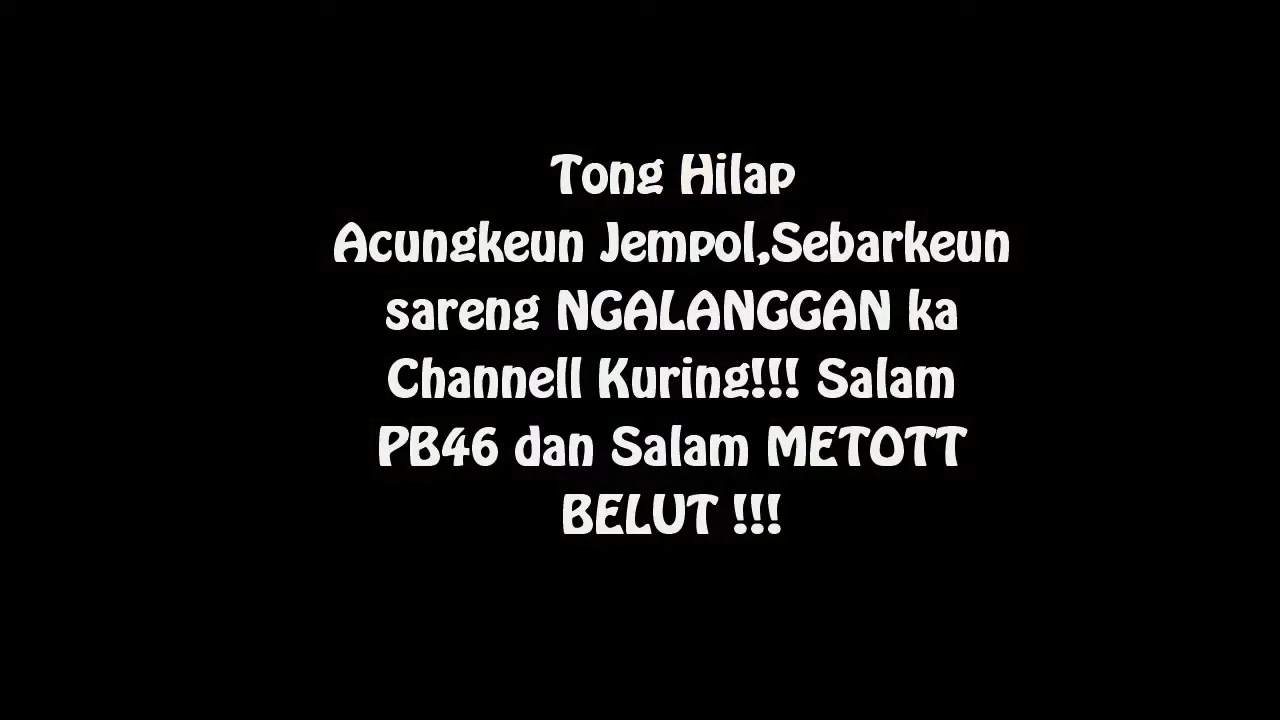 Tong Hilap
Acungkeun Jempol,Sebarkeun
sareng NGALANGGAN ka
Channell Kuring!!! Salam
PB46 dan Salam METOTT
BELUT !!!